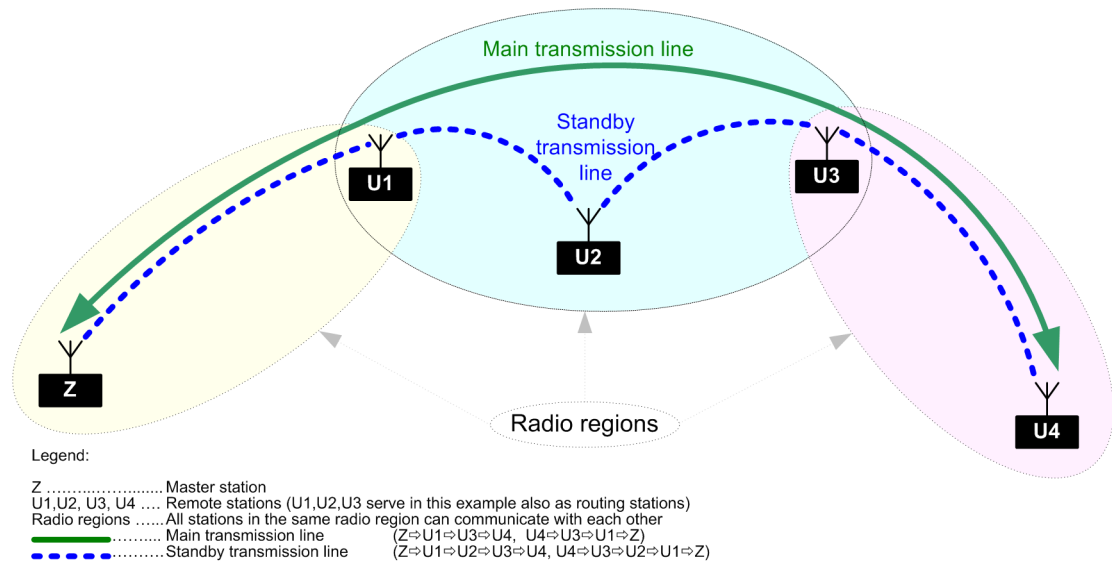 Main transmission line
Standby
transmission
line
U1
U3
U2
Z
U4
Radio regions
Legend:
Z ………...……....... Master station
U1,U2, U3, U4 …. Remote stations (U1,U2,U3 serve in this example also as routing stations)
Radio regions …...All stations in the same radio region can communicate with each other
………... Main transmission line (Z⇨U1⇨U3⇨U4, U4⇨U3⇨U1⇨Z)
……….Standby transmission line (Z⇨U1⇨U2⇨U3⇨U4, U4⇨U3⇨U2⇨U1⇨Z)